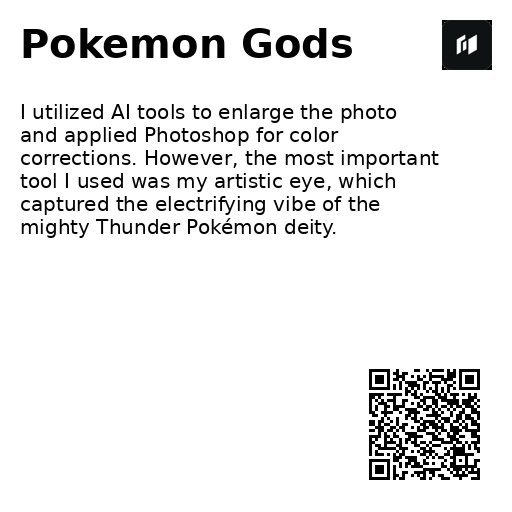 Pokemon Gods
I utilized AI tools to enlarge the photo
and applied Photoshop for color
corrections. However, the most important
tool I used was my artistic eye, which
captured the electrifying vibe of the
mighty Thunder Pokémon deity.